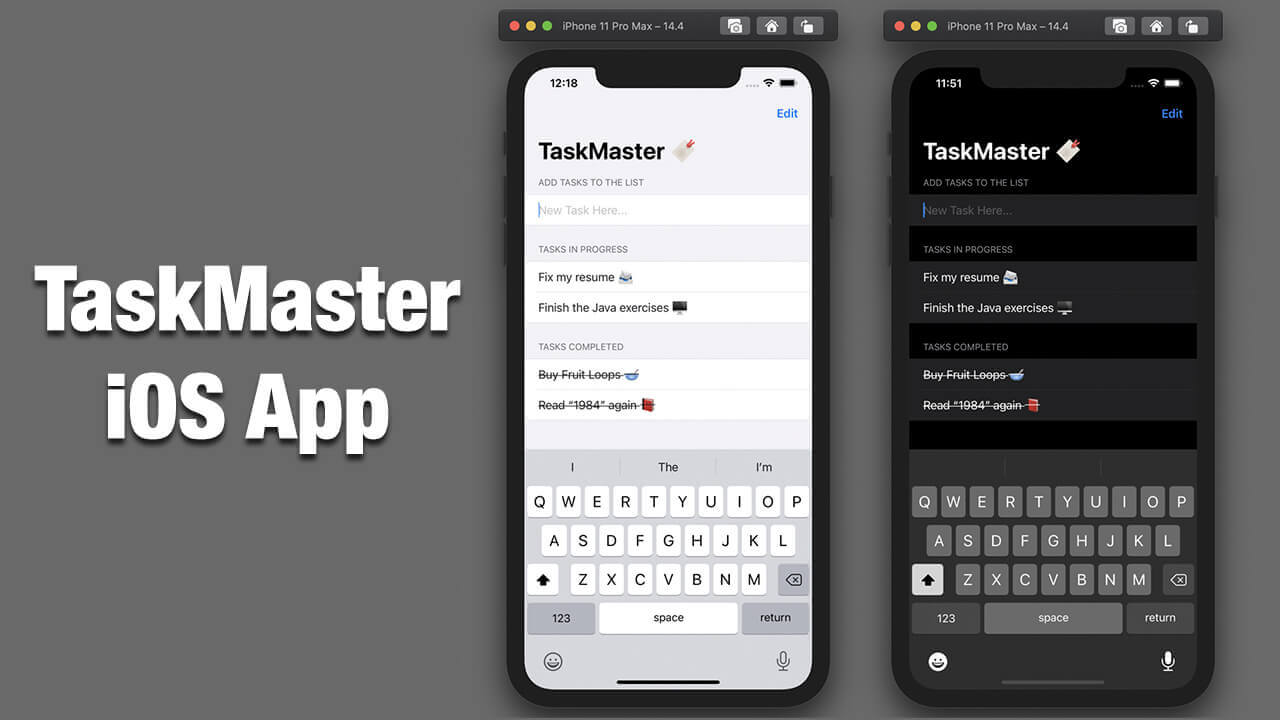 TaskMaster
iOS App
iPhone 11 Pro Max – 14.4
12:18
Edit
TaskMaster
ADD TASKS TO THE LIST
New Task Here...
TASKS IN PROGRESS
Fix my resume
Finish the Java exercises
TASKS COMPLETED
Buy Fruit Loops
Read “1984” again
I The I’m
Q W E R T Y U I O P
A S D F G H J K L
Z X C V B N M
123 space return
iPhone 11 Pro Max – 14.4
11:51
Edit
TaskMaster
ADD TASKS TO THE LIST
New Task Here...
TASKS IN PROGRESS
Fix my resume
Finish the Java exercises
TASKS COMPLETED
Buy Fruit Loops
Read “1984” again
Q W E R T Y U I O P
A S D F G H J K L
Z X C V B N M
123 space return